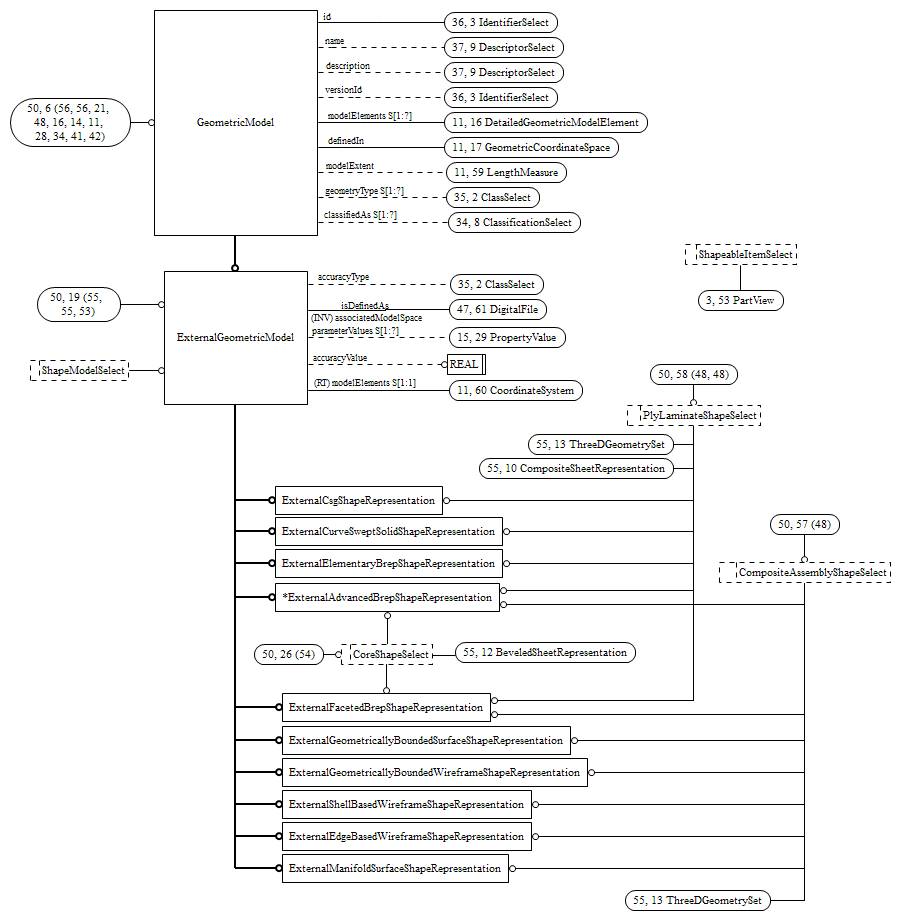 id
36, 3 IdentifierSelect
name
37, 9 DescriptorSelect
description
37, 9 DescriptorSelect
versionId
36, 3 IdentifierSelect
50, 6 (56, 56, 21,
48, 16, 14, 11,
28, 34, 41, 42)
GeometricModel
modelElements S[1:?]
11, 16 DetailedGeometricModelElement
definedIn
11, 17 GeometricCoordinateSpace
modelExtent
11, 59 LengthMeasure
geometryType S[1:?]
35, 2 ClassSelect
classifiedAs S[1:?]
34, 8 ClassificationSelect
ShapeableItemSelect
3, 53 PartView
accuracyType
35, 2 ClassSelect
50, 19 (55,
55, 53)
isDefinedAs
47, 61 DigitalFile
(INV) associatedModelSpace
ExternalGeometricModel
parameterValues S[1:?]
15, 29 PropertyValue
accuracyValue
REAL
ShapeModelSelect
(RT) modelElements S[1:1]
11, 60 CoordinateSystem
50, 58 (48, 48)
PlyLaminateShapeSelect
55, 13 ThreeDGeometrySet
55, 10 CompositeSheetRepresentation
ExternalCsgShapeRepresentation
ExternalCurveSweptSolidShapeRepresentation
50, 57 (48)
ExternalElementaryBrepShapeRepresentation
CompositeAssemblyShapeSelect
*ExternalAdvancedBrepShapeRepresentation
50, 26 (54)
CoreShapeSelect
55, 12 BeveledSheetRepresentation
ExternalFacetedBrepShapeRepresentation
ExternalGeometricallyBoundedSurfaceShapeRepresentation
ExternalGeometricallyBoundedWireframeShapeRepresentation
ExternalShellBasedWireframeShapeRepresentation
ExternalEdgeBasedWireframeShapeRepresentation
ExternalManifoldSurfaceShapeRepresentation
55, 13 ThreeDGeometrySet